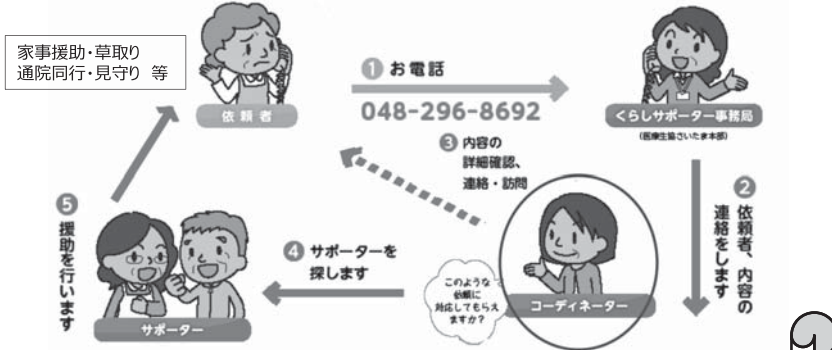 家事援助・草取り
通院同行・見守り 等
依頼者
❶ お電話
048-296-8692
くらしサポーター事務局
(医療生協さいたま本部)
❷ 依頼者、内容の
連絡をします
❸ 内容の
詳細確認、
連絡・訪問
コーディネーター
このような
依頼に
対応してもらえ
ますか？
❹ サポーターを
探します
サポーター
❺ 援助を行います